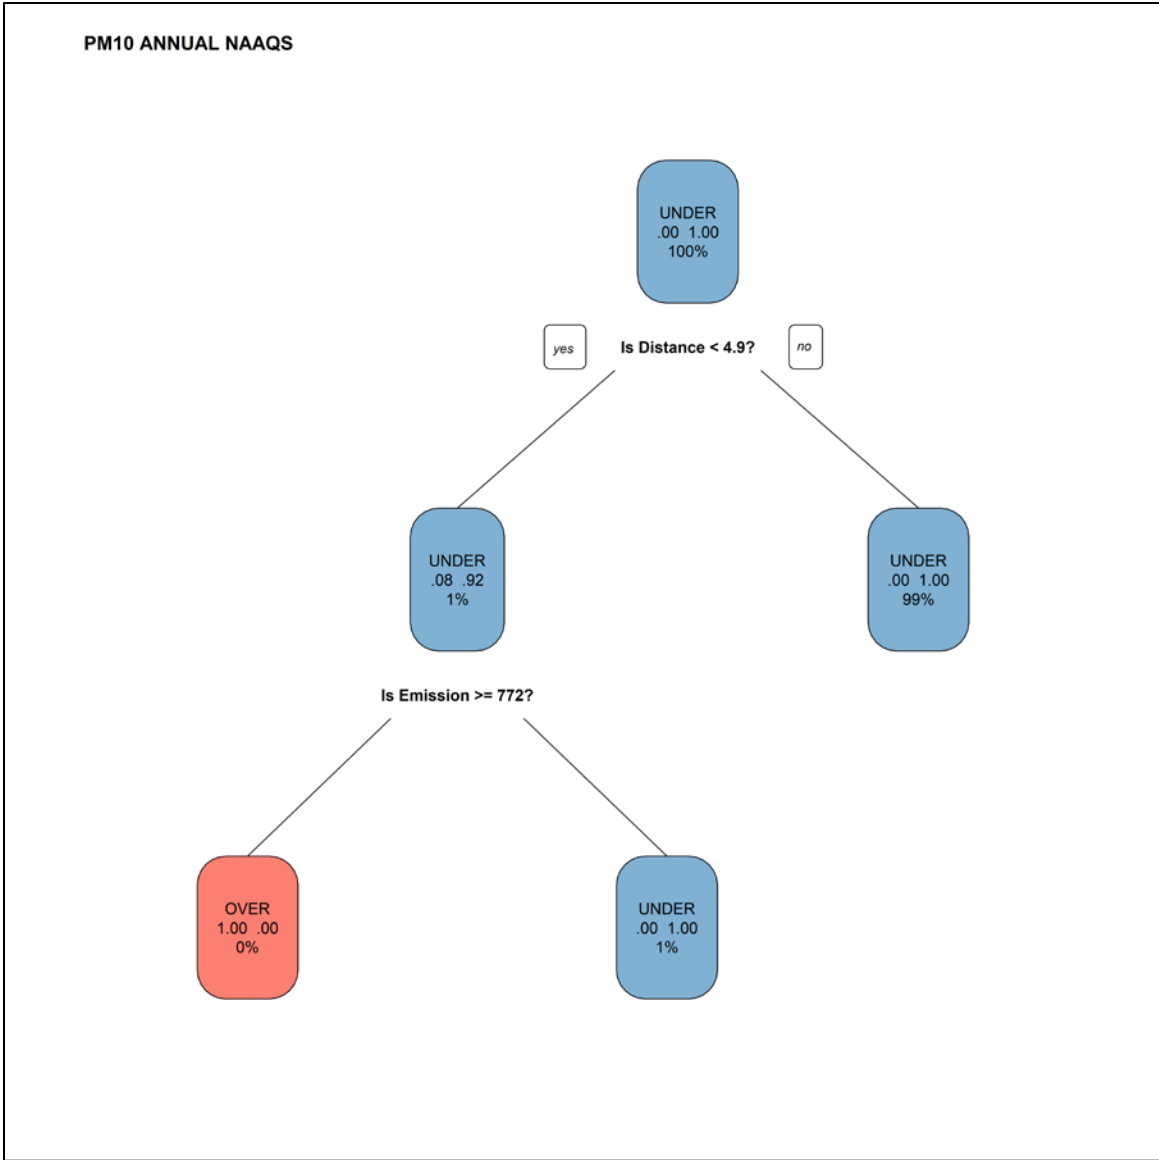 PM10 ANNUAL NAAQS
UNDER
.00 1.00
100%
yes
Is Distance < 4.9?
no
UNDER
.08 .92
1%
UNDER
.00 1.00
99%
Is Emission >= 772?
OVER
1.00 .00
0%
UNDER
.00 1.00
1%